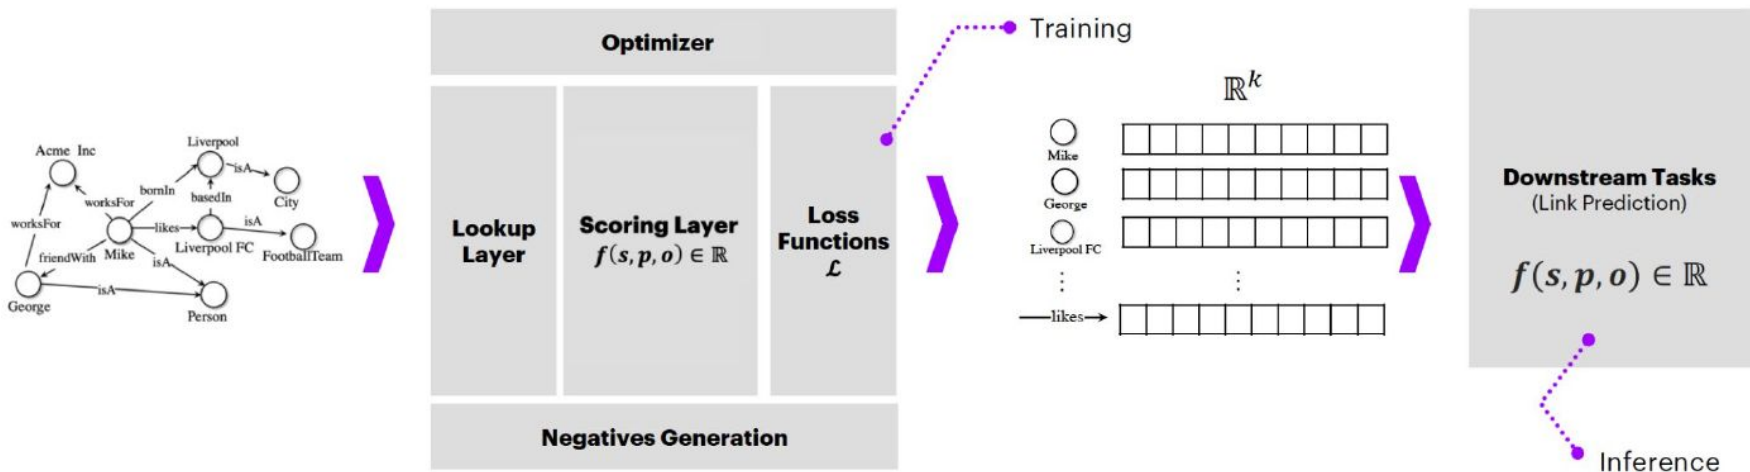 Acme Inc
Liverpool
isA
City
bornIn
basedIn
worksFor
worksFor
likes
isA
Liverpool FC
FootballTeam
Mike
friendWith
isA
George
isA
Person
Optimizer
Lookup
Layer
Scoring Layer
f(s, p, o) ∈ ℝ
Loss
Functions
ℒ
Negatives Generation
Training
ℝᵏ
Mike
George
Liverpool FC
⋮
⋮
likes
Downstream Tasks
(Link Prediction)
f(s, p, o) ∈ ℝ
Inference